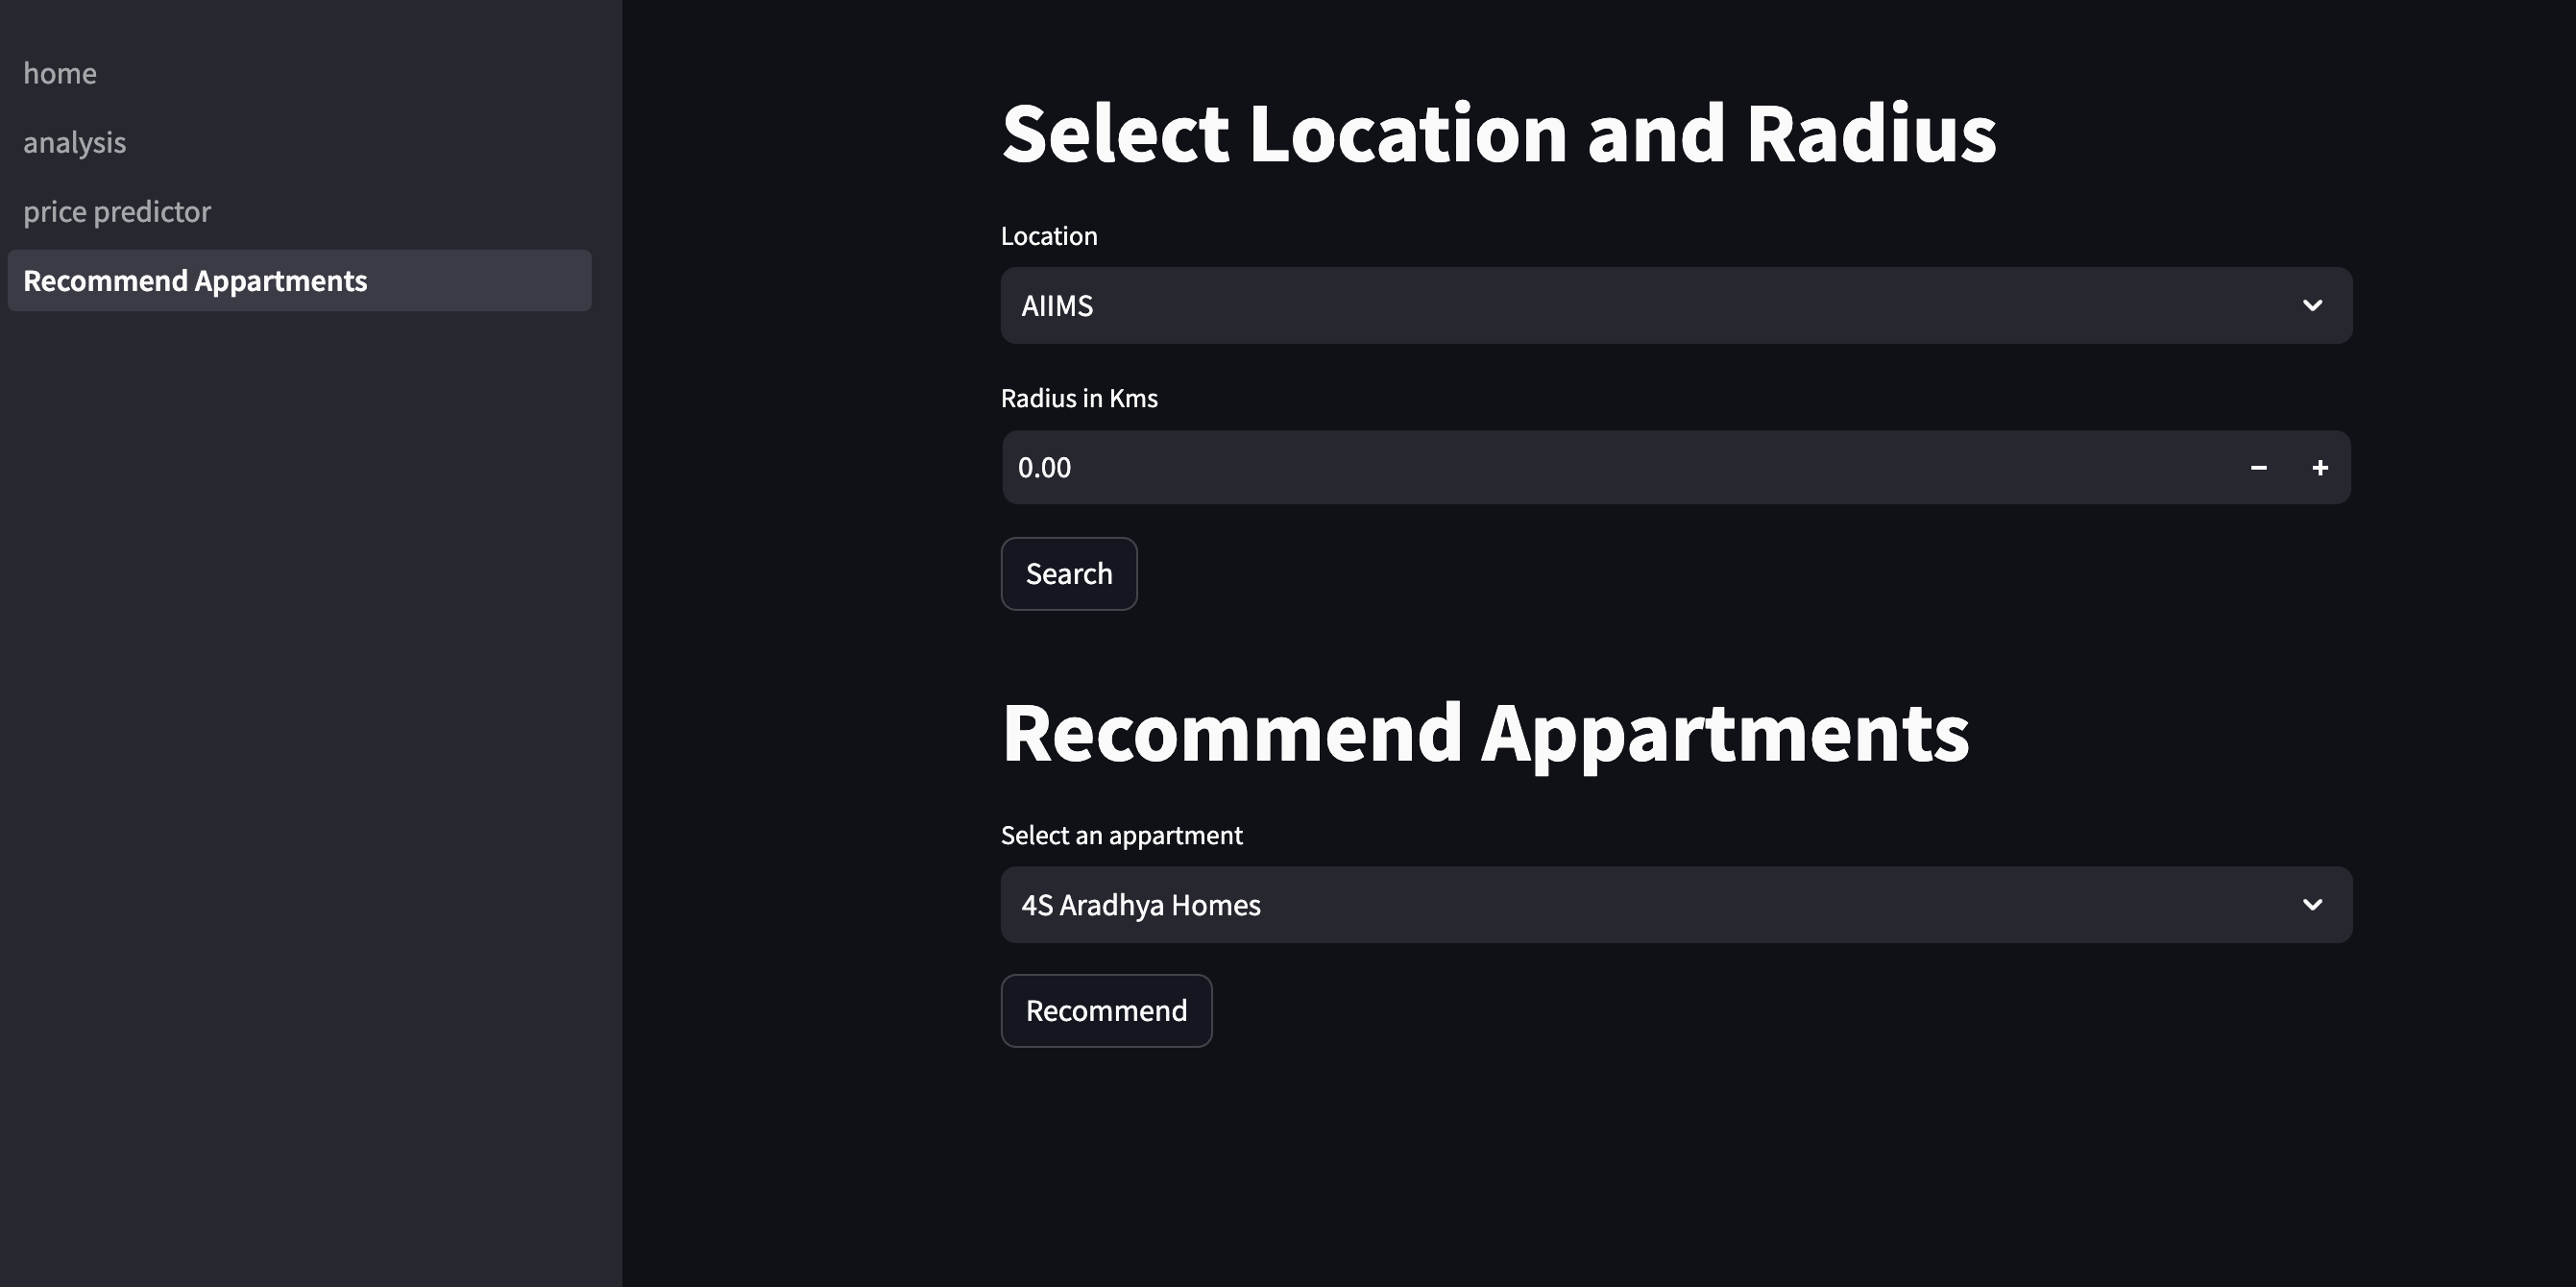 home
analysis
price predictor
Recommend Appartments
Select Location and Radius
Location
AIIMS
Radius in Kms
0.00
Search
Recommend Appartments
Select an appartment
4S Aradhya Homes
Recommend